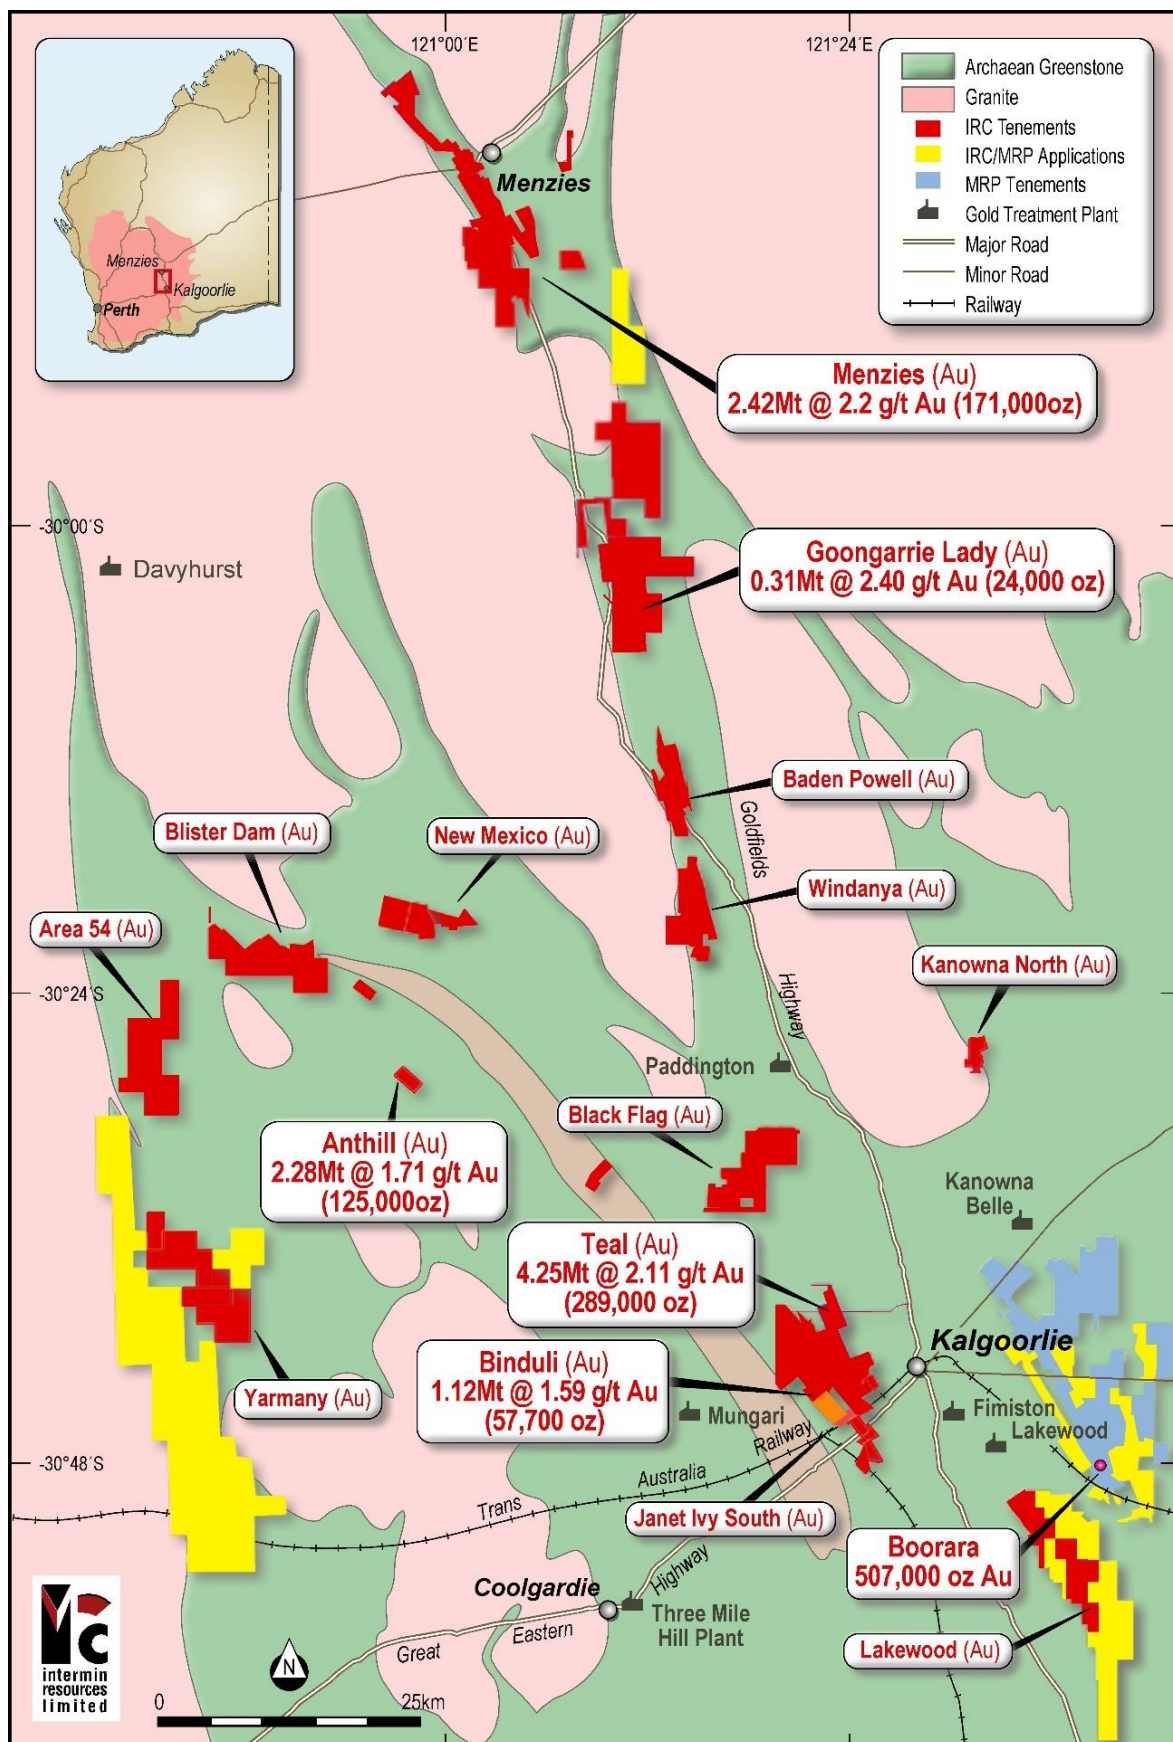 121°00´E
121°24´E
Menzies
Kalgoorlie
Perth
Archaean Greenstone
Granite
IRC Tenements
IRC/MRP Applications
MRP Tenements
Gold Treatment Plant
Major Road
Minor Road
Railway
Menzies
Menzies (Au)
2.42Mt @ 2.2 g/t Au (171,000oz)
-30°00´S
Davyhurst
Goongarrie Lady (Au)
0.31Mt @ 2.40 g/t Au (24,000 oz)
Baden Powell (Au)
Goldfields
Highway
Blister Dam (Au)
New Mexico (Au)
Windanya (Au)
Area 54 (Au)
Kanowna North (Au)
-30°24´S
Paddington
Black Flag (Au)
Anthill (Au)
2.28Mt @ 1.71 g/t Au
(125,000oz)
Kanowna
Belle
Teal (Au)
4.25Mt @ 2.11 g/t Au
(289,000 oz)
Kalgoorlie
Binduli (Au)
1.12Mt @ 1.59 g/t Au
(57,700 oz)
Yarmany (Au)
Mungari
Fimiston
Lakewood
-30°48´S
Trans
Australia
Railway
Janet Ivy South (Au)
Boorara
507,000 oz Au
Coolgardie
Three Mile
Hill Plant
Great
Eastern
Highway
Lakewood (Au)
intermin
resources
limited
N
0
25km